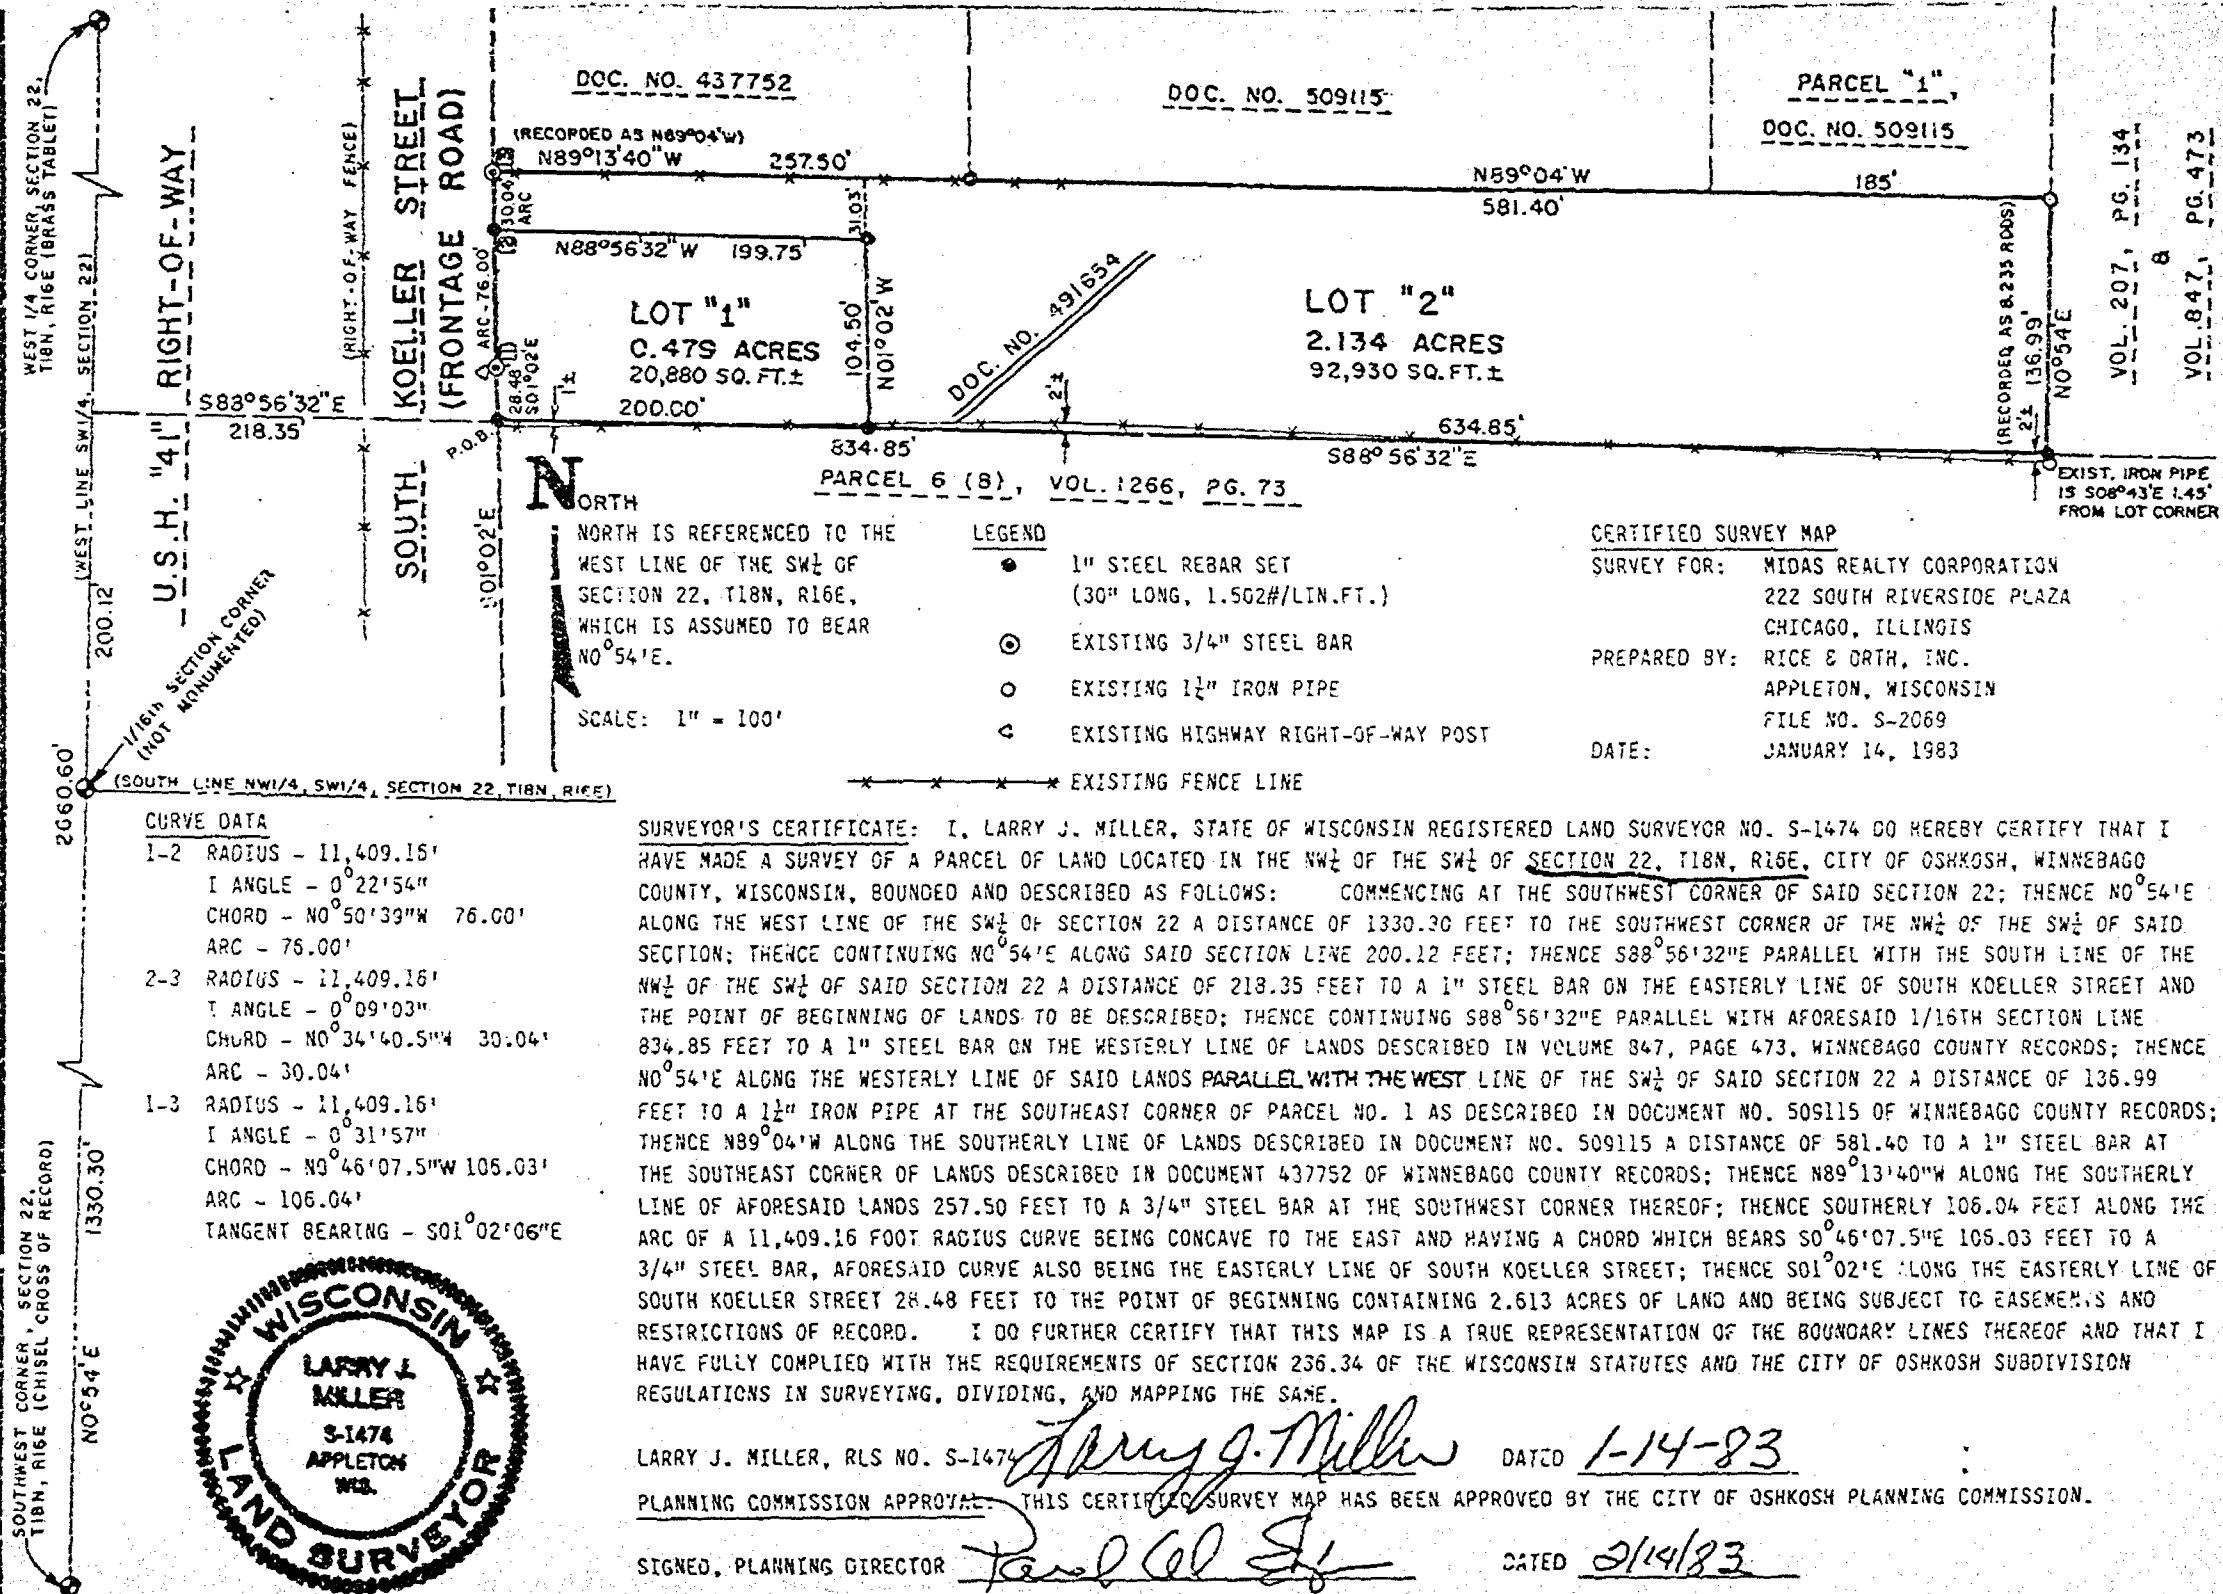 WEST 1/4 CORNER, SECTION 22,
T18N, R16E (BRASS TABLET)
(WEST LINE SW1/4, SECTION 22)
U.S.H. "41" RIGHT-OF-WAY
(RIGHT-OF-WAY FENCE)
SOUTH KOELLER STREET
(FRONTAGE ROAD)
DOC. NO. 437752
DOC. NO. 509115
PARCEL "1",
DOC. NO. 509115
VOL. 207, PG. 134
&
VOL. 847, PG. 473
(RECORDED AS N89°04'W)
N89°13'40"W 257.50'
N89°04'W
581.40'
185'
(3)
30.04'
ARC
(2)
31.03'
N88°56'32"W 199.75'
ARC-76.00'
LOT "1"
0.479 ACRES
20,880 SQ.FT.±
104.50'
N01°02'W
DOC. NO. 491654
LOT "2"
2.134 ACRES
92,930 SQ.FT.±
(RECORDED AS 8.235 RODS)
136.99'
N0°54'E
(1)
28.48'
S01°02'E
1'±
2'±
2'±
S88°56'32"E
218.35'
200.00'
634.85'
P.O.B.
834.85'
S88°56'32"E
PARCEL 6 (8), VOL. 1266, PG. 73
EXIST. IRON PIPE
IS S08°43'E 1.45'
FROM LOT CORNER
S01°02'E
200.12'
1/16th SECTION CORNER
(NOT MONUMENTED)
2660.60'
(SOUTH LINE NW1/4, SW1/4, SECTION 22, T18N, R16E)
NORTH
NORTH IS REFERENCED TO THE
WEST LINE OF THE SW¼ OF
SECTION 22, T18N, R16E,
WHICH IS ASSUMED TO BEAR
N0°54'E.
SCALE: 1" = 100'
LEGEND
1" STEEL REBAR SET
(30" LONG, 1.502#/LIN.FT.)
EXISTING 3/4" STEEL BAR
EXISTING 1¼" IRON PIPE
EXISTING HIGHWAY RIGHT-OF-WAY POST
EXISTING FENCE LINE
CERTIFIED SURVEY MAP
SURVEY FOR: MIDAS REALTY CORPORATION
222 SOUTH RIVERSIDE PLAZA
CHICAGO, ILLINOIS
PREPARED BY: RICE & ORTH, INC.
APPLETON, WISCONSIN
FILE NO. S-2069
DATE: JANUARY 14, 1983
CURVE DATA
1-2 RADIUS - 11,409.16'
I ANGLE - 0°22'54"
CHORD - N0°50'39"W 76.00'
ARC - 76.00'
2-3 RADIUS - 11,409.16'
I ANGLE - 0°09'03"
CHORD - N0°34'40.5"W 30.04'
ARC - 30.04'
1-3 RADIUS - 11,409.16'
I ANGLE - 0°31'57"
CHORD - N0°46'07.5"W 106.03'
ARC - 106.04'
TANGENT BEARING - S01°02'06"E
1330.30'
N0°54'E
SOUTHWEST CORNER, SECTION 22,
T18N, R16E (CHISEL CROSS OF RECORD)
SURVEYOR'S CERTIFICATE: I, LARRY J. MILLER, STATE OF WISCONSIN REGISTERED LAND SURVEYOR NO. S-1474 DO HEREBY CERTIFY THAT I
HAVE MADE A SURVEY OF A PARCEL OF LAND LOCATED IN THE NW¼ OF THE SW¼ OF SECTION 22, T18N, R16E, CITY OF OSHKOSH, WINNEBAGO
COUNTY, WISCONSIN, BOUNDED AND DESCRIBED AS FOLLOWS: COMMENCING AT THE SOUTHWEST CORNER OF SAID SECTION 22; THENCE N0°54'E
ALONG THE WEST LINE OF THE SW¼ OF SECTION 22 A DISTANCE OF 1330.30 FEET TO THE SOUTHWEST CORNER OF THE NW¼ OF THE SW¼ OF SAID
SECTION; THENCE CONTINUING N0°54'E ALONG SAID SECTION LINE 200.12 FEET; THENCE S88°56'32"E PARALLEL WITH THE SOUTH LINE OF THE
NW¼ OF THE SW¼ OF SAID SECTION 22 A DISTANCE OF 218.35 FEET TO A 1" STEEL BAR ON THE EASTERLY LINE OF SOUTH KOELLER STREET AND
THE POINT OF BEGINNING OF LANDS TO BE DESCRIBED; THENCE CONTINUING S88°56'32"E PARALLEL WITH AFORESAID 1/16TH SECTION LINE
834.85 FEET TO A 1" STEEL BAR ON THE WESTERLY LINE OF LANDS DESCRIBED IN VOLUME 847, PAGE 473, WINNEBAGO COUNTY RECORDS; THENCE
N0°54'E ALONG THE WESTERLY LINE OF SAID LANDS PARALLEL WITH THE WEST LINE OF THE SW¼ OF SAID SECTION 22 A DISTANCE OF 136.99
FEET TO A 1¼" IRON PIPE AT THE SOUTHEAST CORNER OF PARCEL NO. 1 AS DESCRIBED IN DOCUMENT NO. 509115 OF WINNEBAGO COUNTY RECORDS;
THENCE N89°04'W ALONG THE SOUTHERLY LINE OF LANDS DESCRIBED IN DOCUMENT NO. 509115 A DISTANCE OF 581.40 TO A 1" STEEL BAR AT
THE SOUTHEAST CORNER OF LANDS DESCRIBED IN DOCUMENT 437752 OF WINNEBAGO COUNTY RECORDS; THENCE N89°13'40"W ALONG THE SOUTHERLY
LINE OF AFORESAID LANDS 257.50 FEET TO A 3/4" STEEL BAR AT THE SOUTHWEST CORNER THEREOF; THENCE SOUTHERLY 106.04 FEET ALONG THE
ARC OF A 11,409.16 FOOT RADIUS CURVE BEING CONCAVE TO THE EAST AND HAVING A CHORD WHICH BEARS S0°46'07.5"E 106.03 FEET TO A
3/4" STEEL BAR, AFORESAID CURVE ALSO BEING THE EASTERLY LINE OF SOUTH KOELLER STREET; THENCE S01°02'E ALONG THE EASTERLY LINE OF
SOUTH KOELLER STREET 28.48 FEET TO THE POINT OF BEGINNING CONTAINING 2.613 ACRES OF LAND AND BEING SUBJECT TO EASEMENTS AND
RESTRICTIONS OF RECORD. I DO FURTHER CERTIFY THAT THIS MAP IS A TRUE REPRESENTATION OF THE BOUNDARY LINES THEREOF AND THAT I
HAVE FULLY COMPLIED WITH THE REQUIREMENTS OF SECTION 236.34 OF THE WISCONSIN STATUTES AND THE CITY OF OSHKOSH SUBDIVISION
REGULATIONS IN SURVEYING, DIVIDING, AND MAPPING THE SAME.
WISCONSIN
LARRY J.
MILLER
S-1474
APPLETON
WIS.
LAND SURVEYOR
LARRY J. MILLER, RLS NO. S-1474 Larry J. Miller DATED 1-14-83
PLANNING COMMISSION APPROVAL: THIS CERTIFIED SURVEY MAP HAS BEEN APPROVED BY THE CITY OF OSHKOSH PLANNING COMMISSION.
SIGNED, PLANNING DIRECTOR DATED 2/14/83